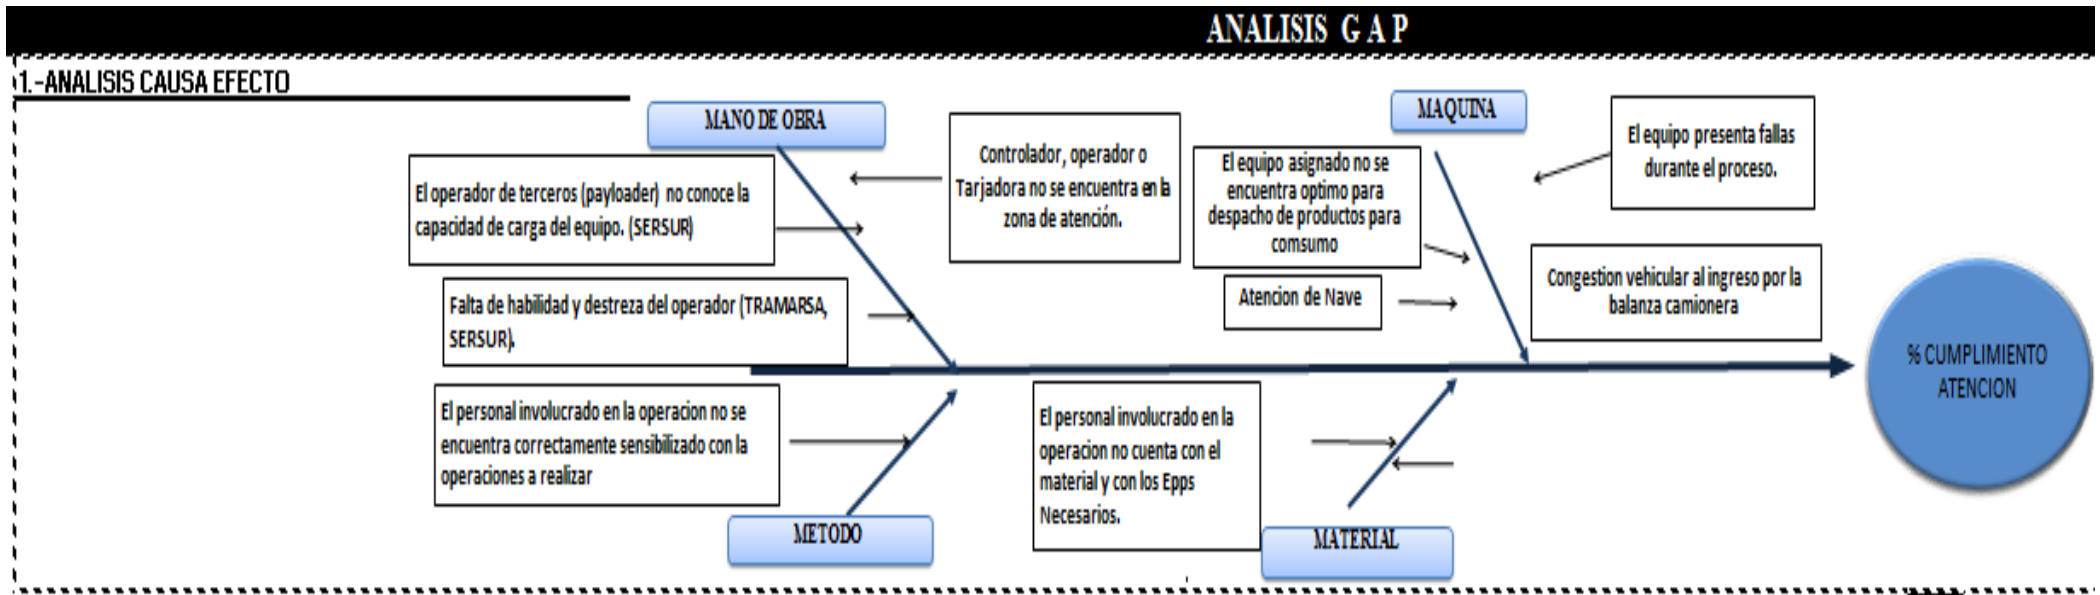 ANALISIS G A P
1.-ANALISIS CAUSA EFECTO
MANO DE OBRA
El operador de terceros (payloader) no conoce la
capacidad de carga del equipo. (SERSUR)
Controlador, operador o
Tarjadora no se encuentra en la
zona de atención.
Falta de habilidad y destreza del operador (TRAMARSA,
SERSUR).
MAQUINA
El equipo asignado no se
encuentra optimo para
despacho de productos para
comsumo
El equipo presenta fallas
durante el proceso.
Atencion de Nave
Congestion vehicular al ingreso por la
balanza camionera
% CUMPLIMIENTO
ATENCION
El personal involucrado en la operacion no se
encuentra correctamente sensibilizado con la
operaciones a realizar
METODO
El personal involucrado en la
operacion no cuenta con el
material y con los Epps
Necesarios.
MATERIAL